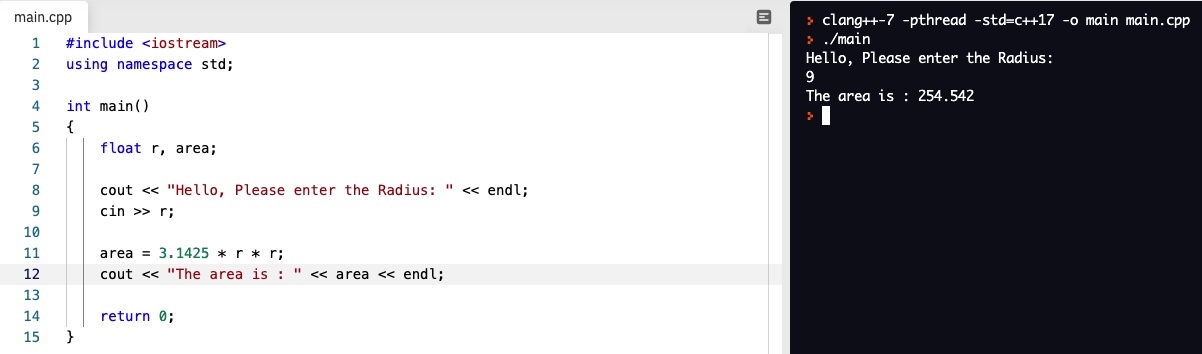 main.cpp
1 #include <iostream>
2 using namespace std;
3
4 int main()
5 {
6 float r, area;
7
8 cout << "Hello, Please enter the Radius: " << endl;
9 cin >> r;
10
11 area = 3.1425 * r * r;
12 cout << "The area is : " << area << endl;
13
14 return 0;
15 }
clang++-7 -pthread -std=c++17 -o main main.cpp
./main
Hello, Please enter the Radius:
9
The area is : 254.542